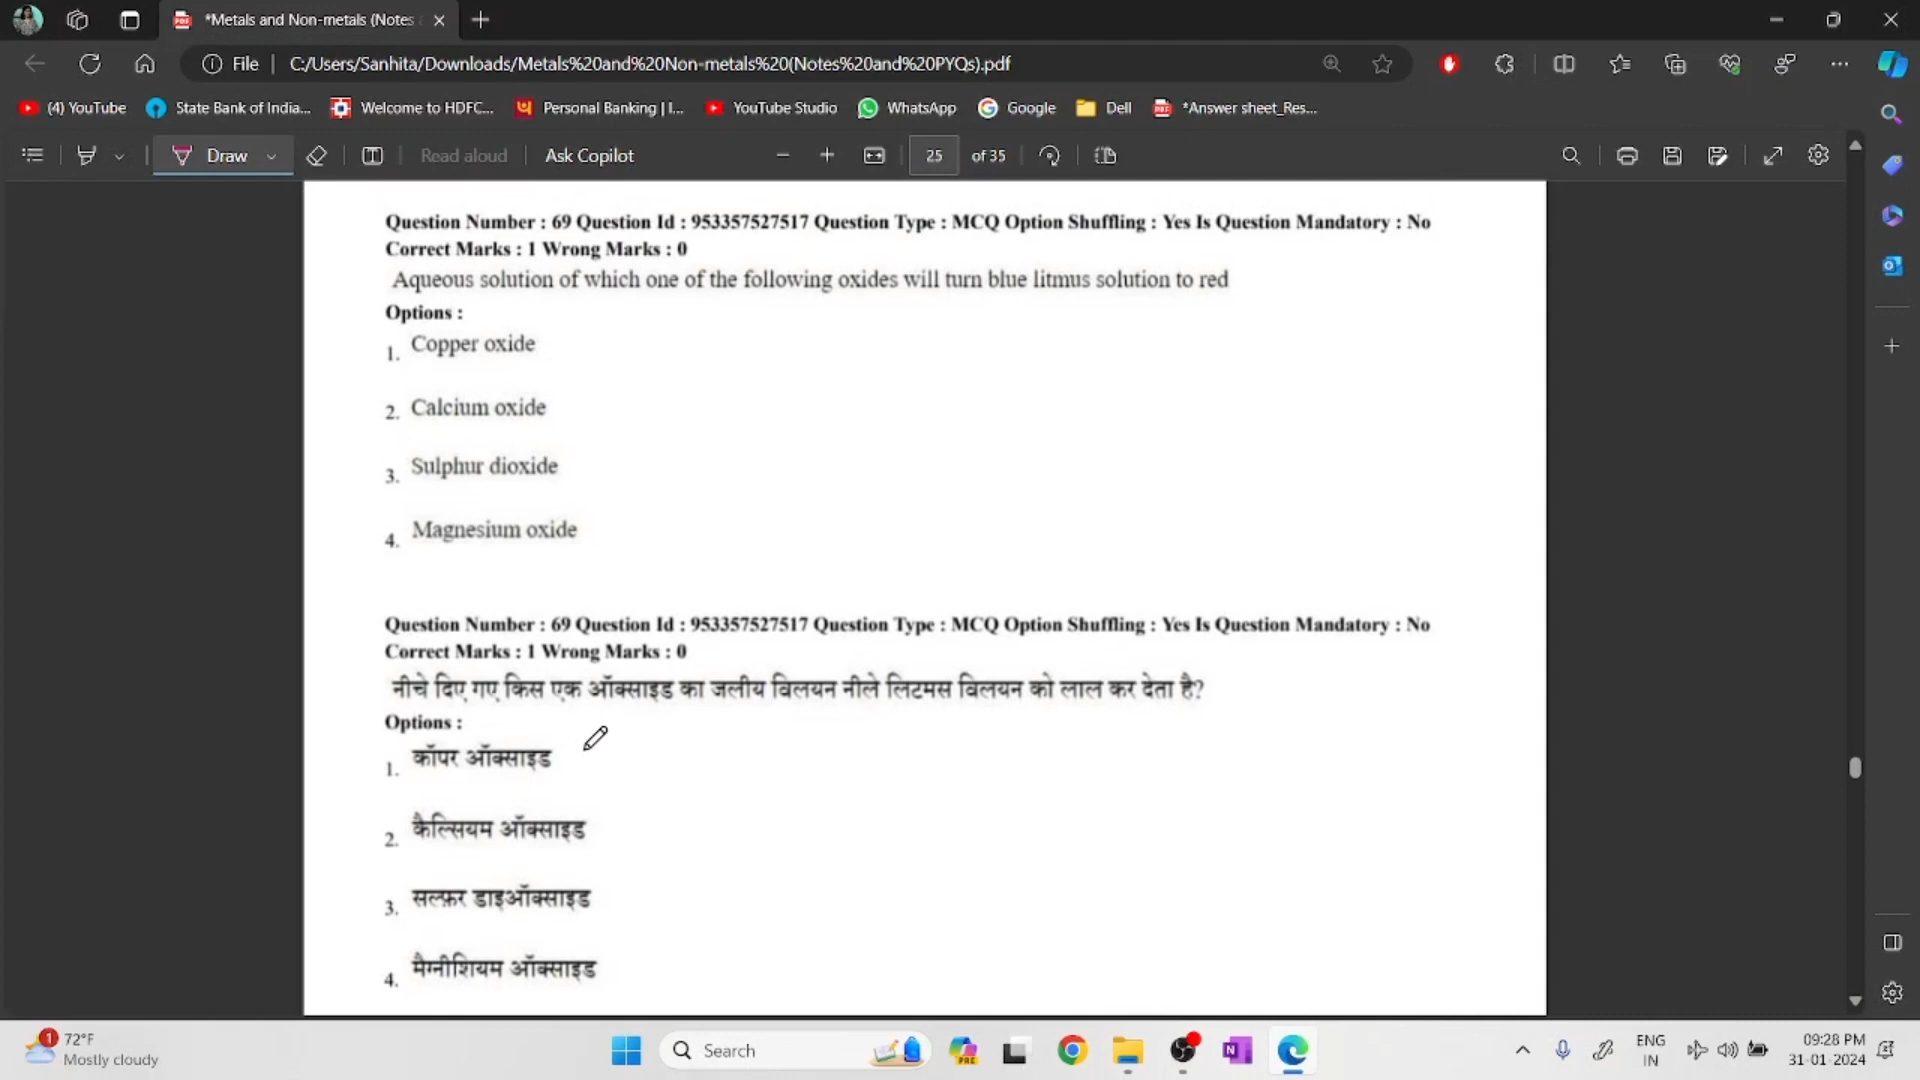 *Metals and Non-metals (Notes
File
C:/Users/Sanhita/Downloads/Metals%20and%20Non-metals%20(Notes%20and%20PYQs).pdf
(4) YouTube
State Bank of India...
Welcome to HDFC...
Personal Banking | I...
YouTube Studio
WhatsApp
Google
Dell
*Answer sheet_Res...
Draw
Read aloud
Ask Copilot
25
of 35
Question Number : 69 Question Id : 953357527517 Question Type : MCQ Option Shuffling : Yes Is Question Mandatory : No
Correct Marks : 1 Wrong Marks : 0
Aqueous solution of which one of the following oxides will turn blue litmus solution to red
Options :
1. Copper oxide
2. Calcium oxide
3. Sulphur dioxide
4. Magnesium oxide
Question Number : 69 Question Id : 953357527517 Question Type : MCQ Option Shuffling : Yes Is Question Mandatory : No
Correct Marks : 1 Wrong Marks : 0
नीचे दिए गए किस एक ऑक्साइड का जलीय विलयन नीले लिटमस विलयन को लाल कर देता है?
Options :
1. कॉपर ऑक्साइड
2. कैल्सियम ऑक्साइड
3. सल्फ़र डाइऑक्साइड
4. मैग्नीशियम ऑक्साइड
1
72°F
Mostly cloudy
Search
PRE
ENG
IN
09:28 PM
31-01-2024